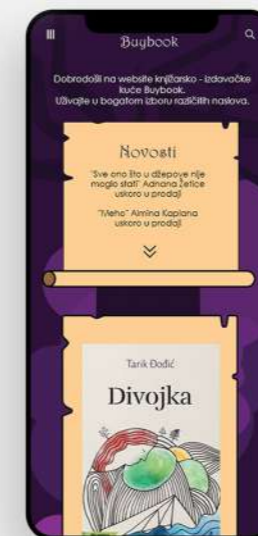 Buybook
Dobrodošli na website knjižarsko - izdavačke
kuće Buybook.
Uživajte u bogatom izboru različitih naslova.
Novosti
"Sve ono što u džepove nije
moglo stati" Adnana Žetice
uskoro u prodaji
"Meho" Almina Kaplana
uskoro u prodaji
Tarik Đođić
Divojka